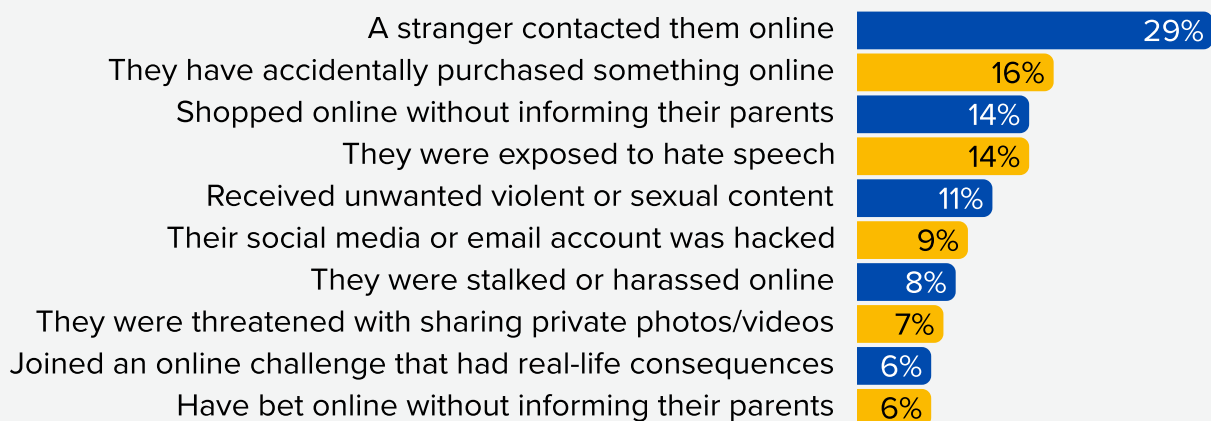 A stranger contacted them online 29%
They have accidentally purchased something online 16%
Shopped online without informing their parents 14%
They were exposed to hate speech 14%
Received unwanted violent or sexual content 11%
Their social media or email account was hacked 9%
They were stalked or harassed online 8%
They were threatened with sharing private photos/videos 7%
Joined an online challenge that had real-life consequences 6%
Have bet online without informing their parents 6%